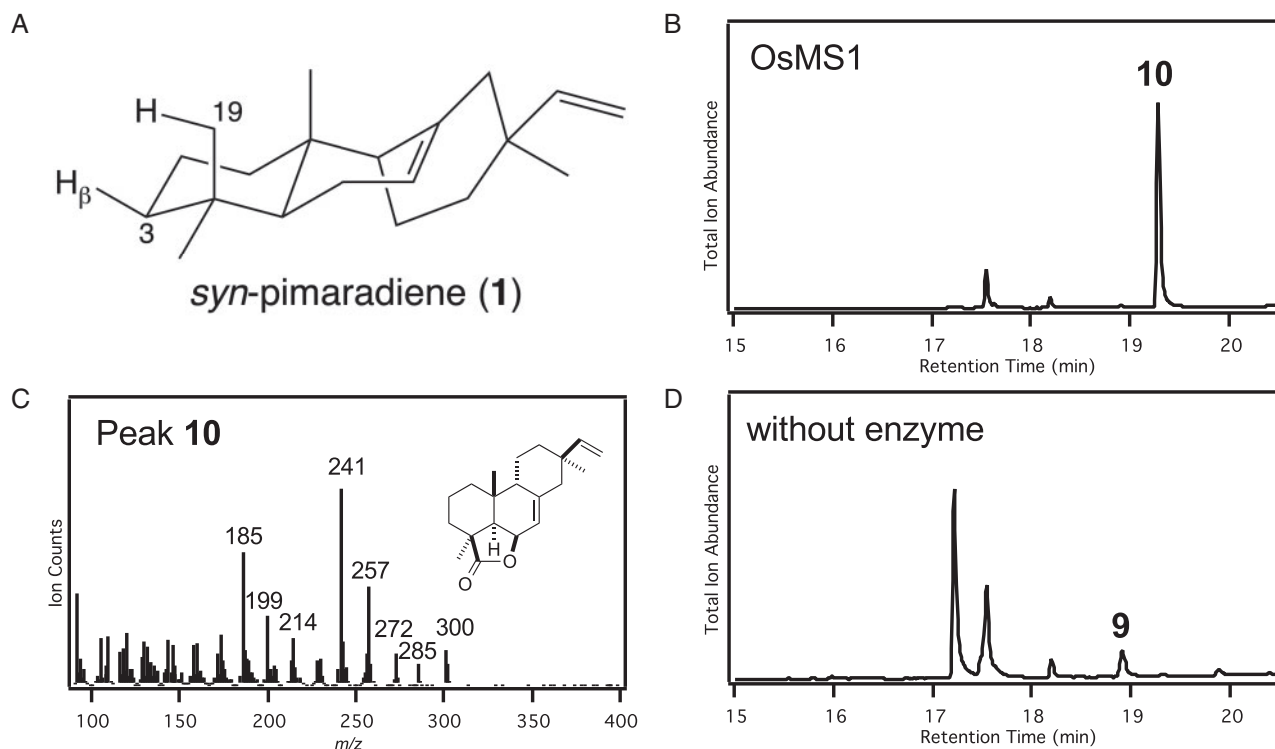 A
H
19
Hβ
3
syn-pimaradiene (1)
B
OsMS1
10
Total Ion Abundance
15 16 17 18 19 20
Retention Time (min)
C
Peak 10
241
185
257
199
214
272
285
300
H
O
O
Ion Counts
100 150 200 250 300 350 400
m/z
D
without enzyme
9
Total Ion Abundance
15 16 17 18 19 20
Retention Time (min)